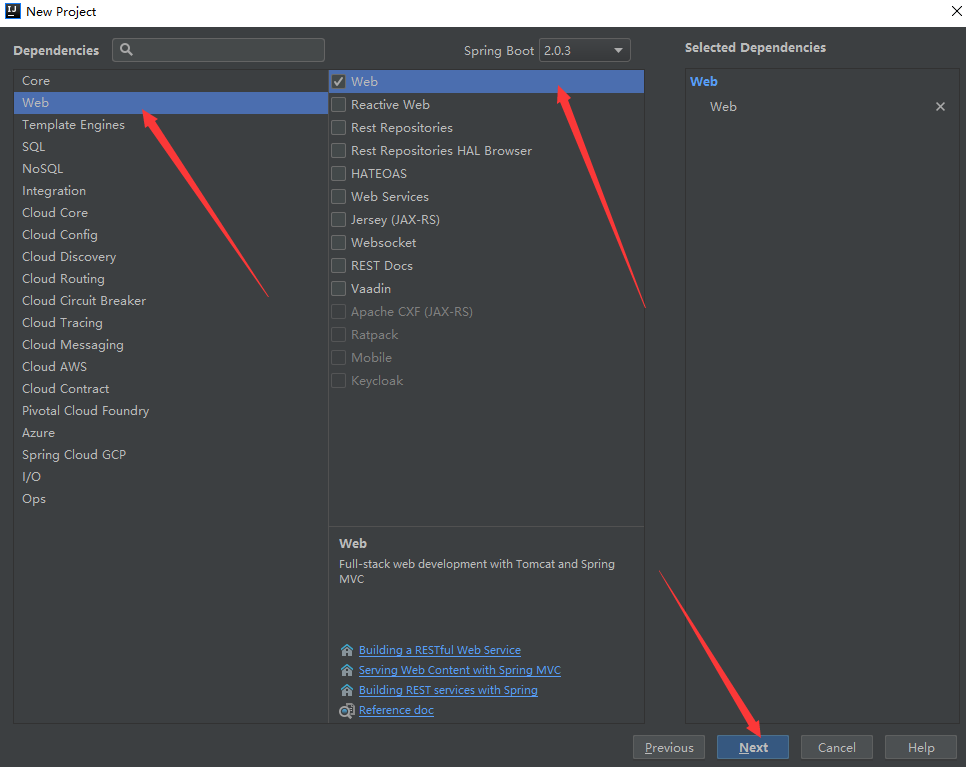 New Project
Dependencies
Spring Boot 2.0.3
Selected Dependencies
Core
Web
Template Engines
SQL
NoSQL
Integration
Cloud Core
Cloud Config
Cloud Discovery
Cloud Routing
Cloud Circuit Breaker
Cloud Tracing
Cloud Messaging
Cloud AWS
Cloud Contract
Pivotal Cloud Foundry
Azure
Spring Cloud GCP
I/O
Ops
Web
Reactive Web
Rest Repositories
Rest Repositories HAL Browser
HATEOAS
Web Services
Jersey (JAX-RS)
Websocket
REST Docs
Vaadin
Apache CXF (JAX-RS)
Ratpack
Mobile
Keycloak
Web
Full-stack web development with Tomcat and Spring
MVC
Building a RESTful Web Service
Serving Web Content with Spring MVC
Building REST services with Spring
Reference doc
Web
Web
Previous
Next
Cancel
Help